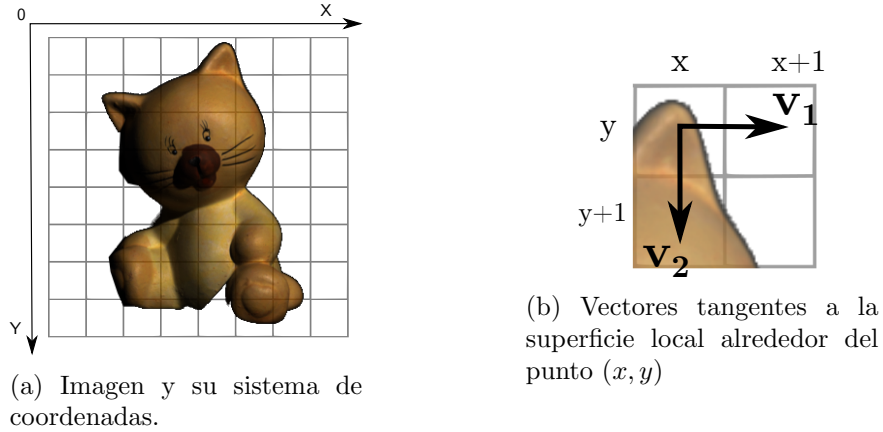 0
X
Y
(a) Imagen y su sistema de
coordenadas.
x
x+1
y
v₁
y+1
v₂
(b) Vectores tangentes a la
superficie local alrededor del
punto (x, y)